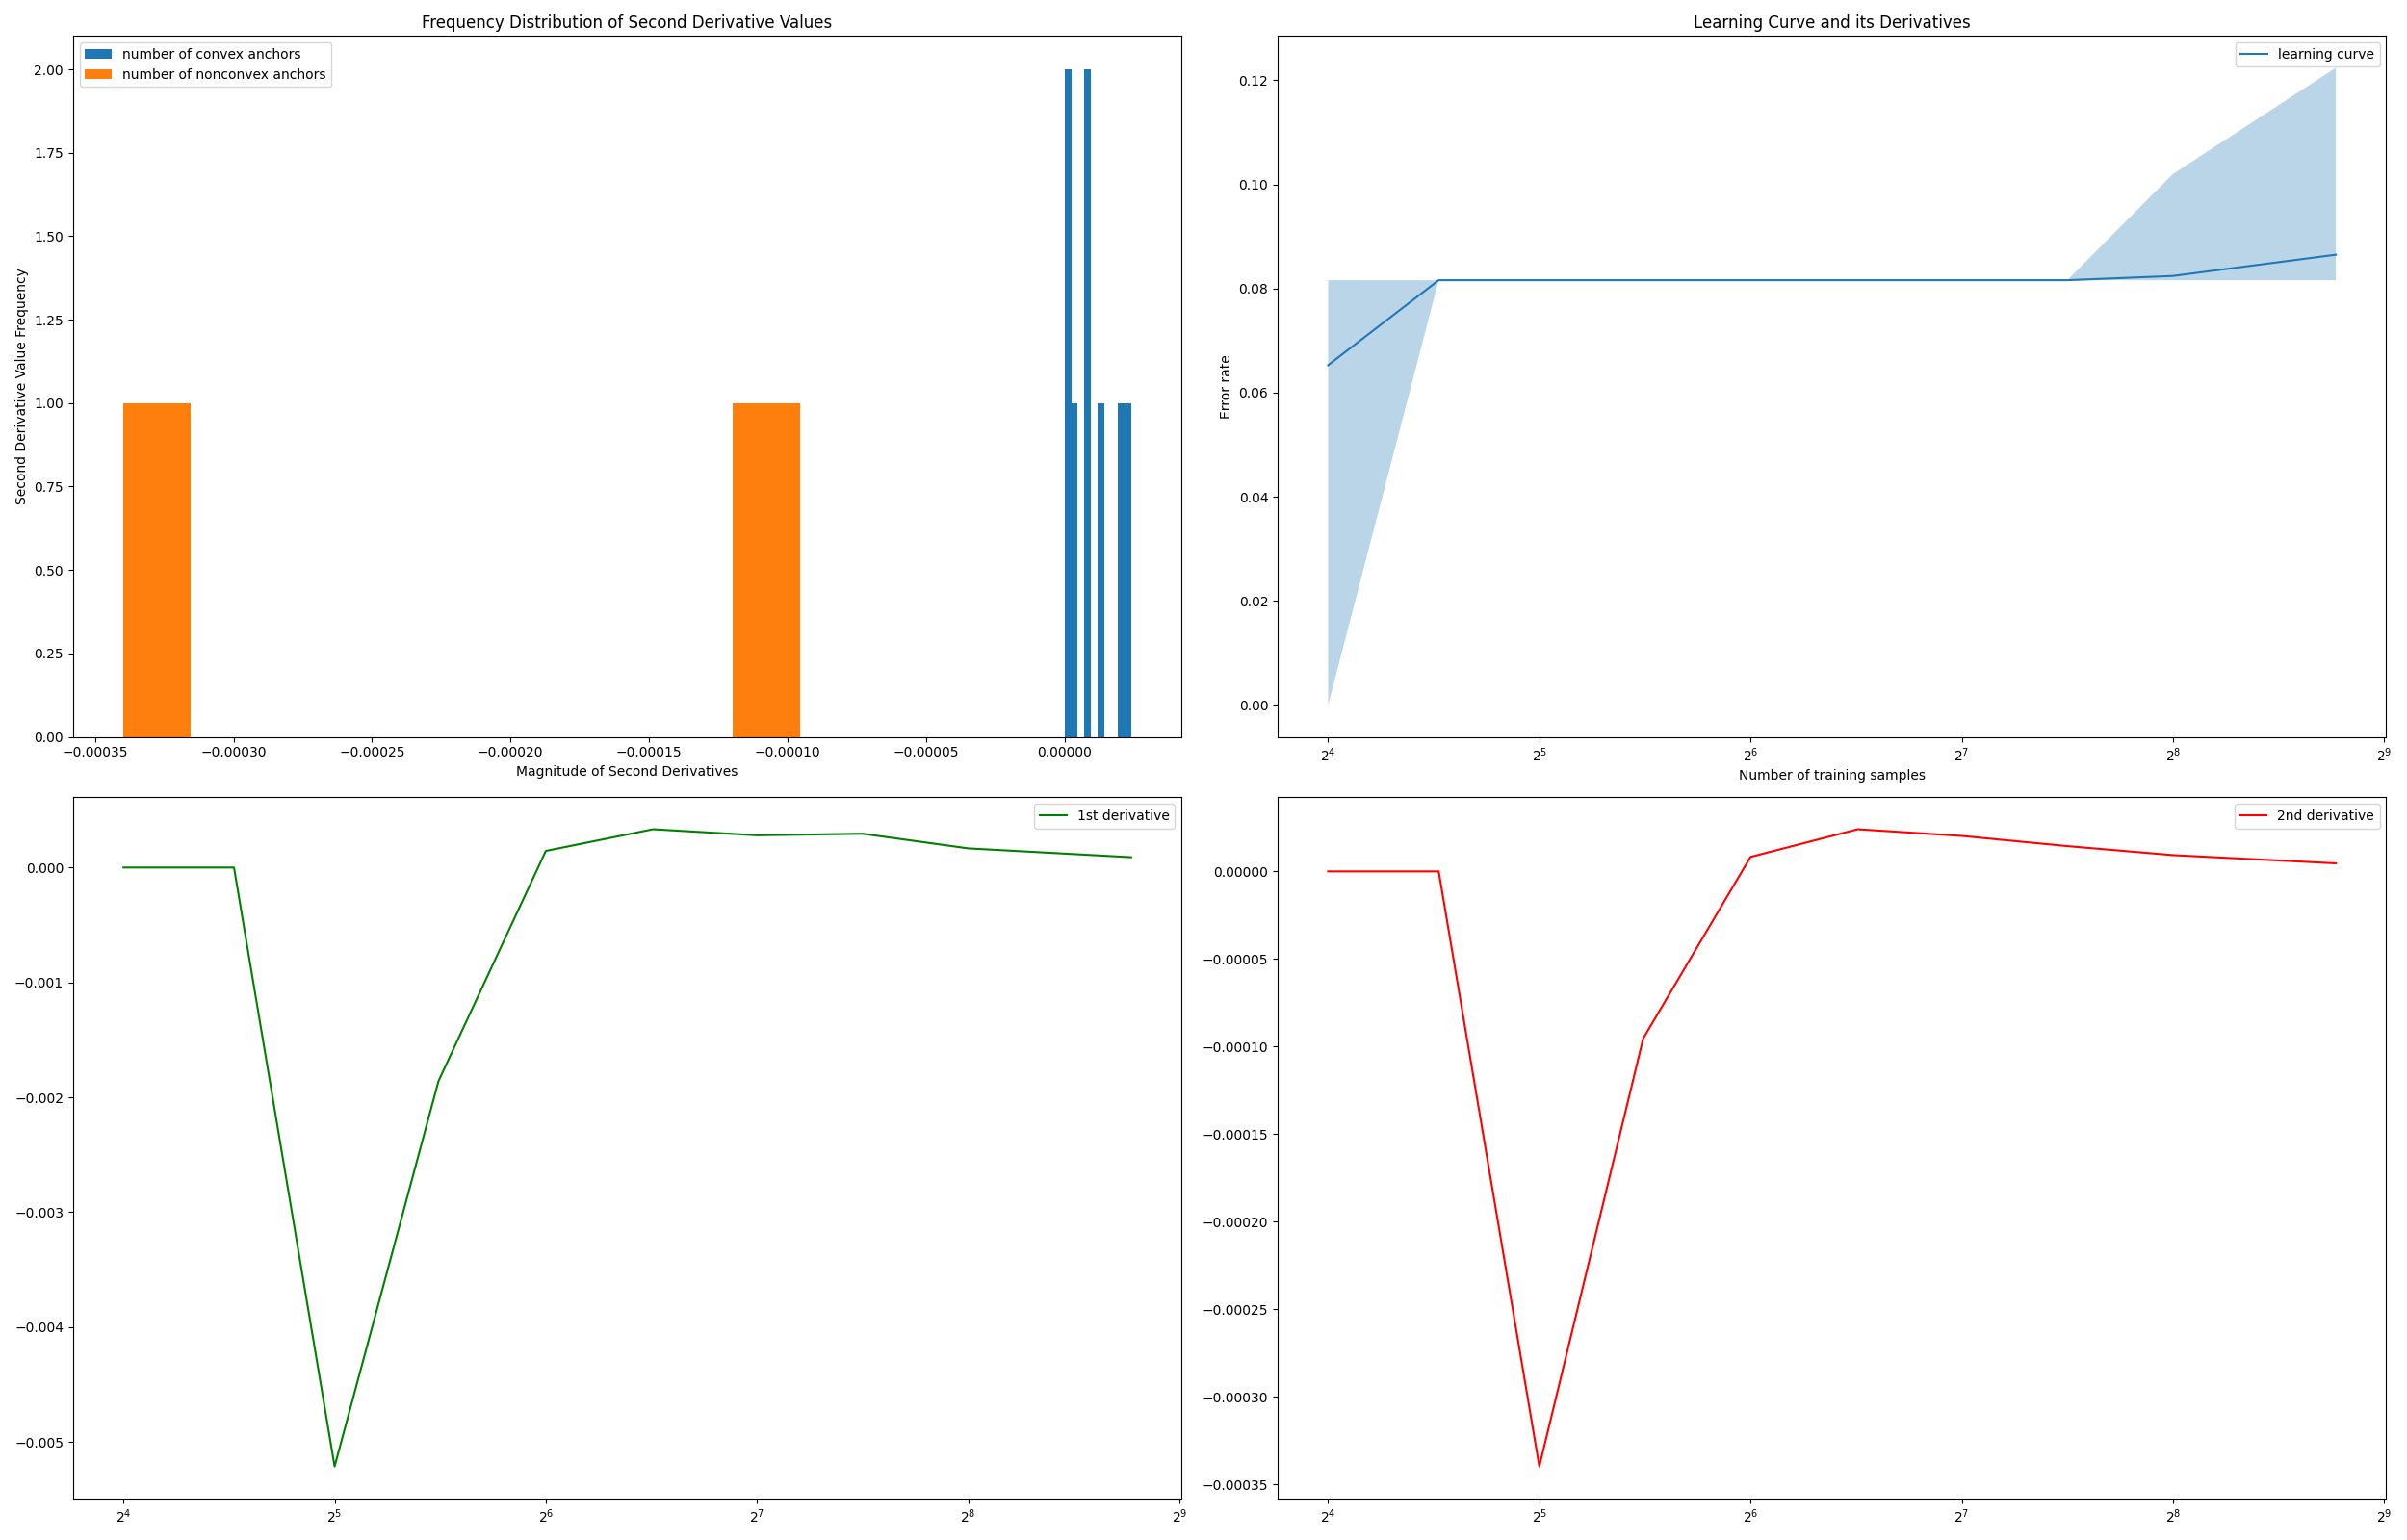 Frequency Distribution of Second Derivative Values
number of convex anchors
number of nonconvex anchors
2.00
1.75
1.50
1.25
1.00
0.75
0.50
0.25
0.00
Second Derivative Value Frequency
−0.00035 −0.00030 −0.00025 −0.00020 −0.00015 −0.00010 −0.00005 0.00000
Magnitude of Second Derivatives
Learning Curve and its Derivatives
learning curve
0.12
0.10
0.08
0.06
0.04
0.02
0.00
Error rate
2⁴ 2⁵ 2⁶ 2⁷ 2⁸ 2⁹
Number of training samples
1st derivative
0.000
−0.001
−0.002
−0.003
−0.004
−0.005
2⁴ 2⁵ 2⁶ 2⁷ 2⁸ 2⁹
2nd derivative
0.00000
−0.00005
−0.00010
−0.00015
−0.00020
−0.00025
−0.00030
−0.00035
2⁴ 2⁵ 2⁶ 2⁷ 2⁸ 2⁹